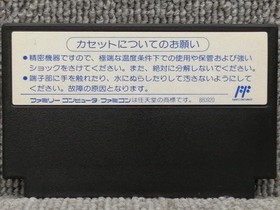 カセットについてのお願い
●精密機器ですので、極端な温度条件下での使用や保管および強い
ショックをさけてください。また、絶対に分解しないでください。
●端子部に手を触れたり、水にぬらしたりして汚さないようにして
ください。故障の原因となります。
ファミリーコンピュータ ファミコンは任天堂の商標です。